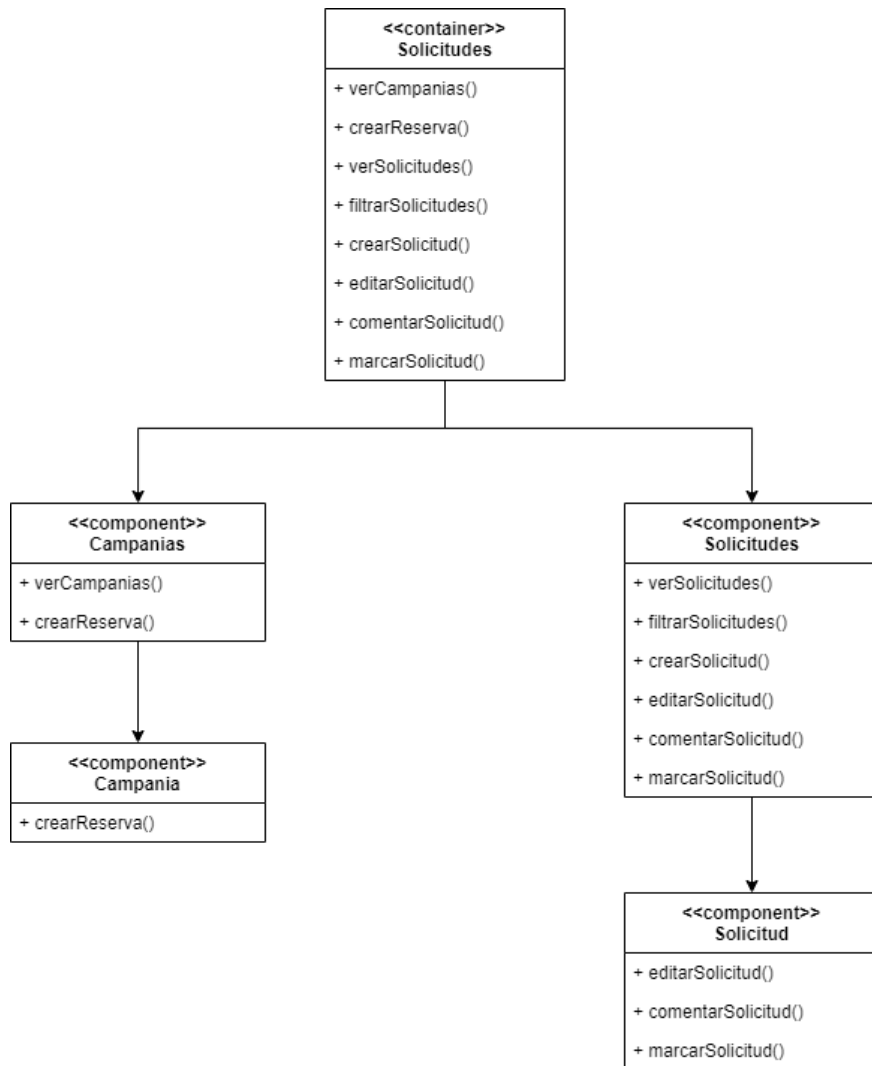 <<container>>
Solicitudes
+ verCampanias()
+ crearReserva()
+ verSolicitudes()
+ filtrarSolicitudes()
+ crearSolicitud()
+ editarSolicitud()
+ comentarSolicitud()
+ marcarSolicitud()
<<component>>
Campanias
+ verCampanias()
+ crearReserva()
<<component>>
Campania
+ crearReserva()
<<component>>
Solicitudes
+ verSolicitudes()
+ filtrarSolicitudes()
+ crearSolicitud()
+ editarSolicitud()
+ comentarSolicitud()
+ marcarSolicitud()
<<component>>
Solicitud
+ editarSolicitud()
+ comentarSolicitud()
+ marcarSolicitud()